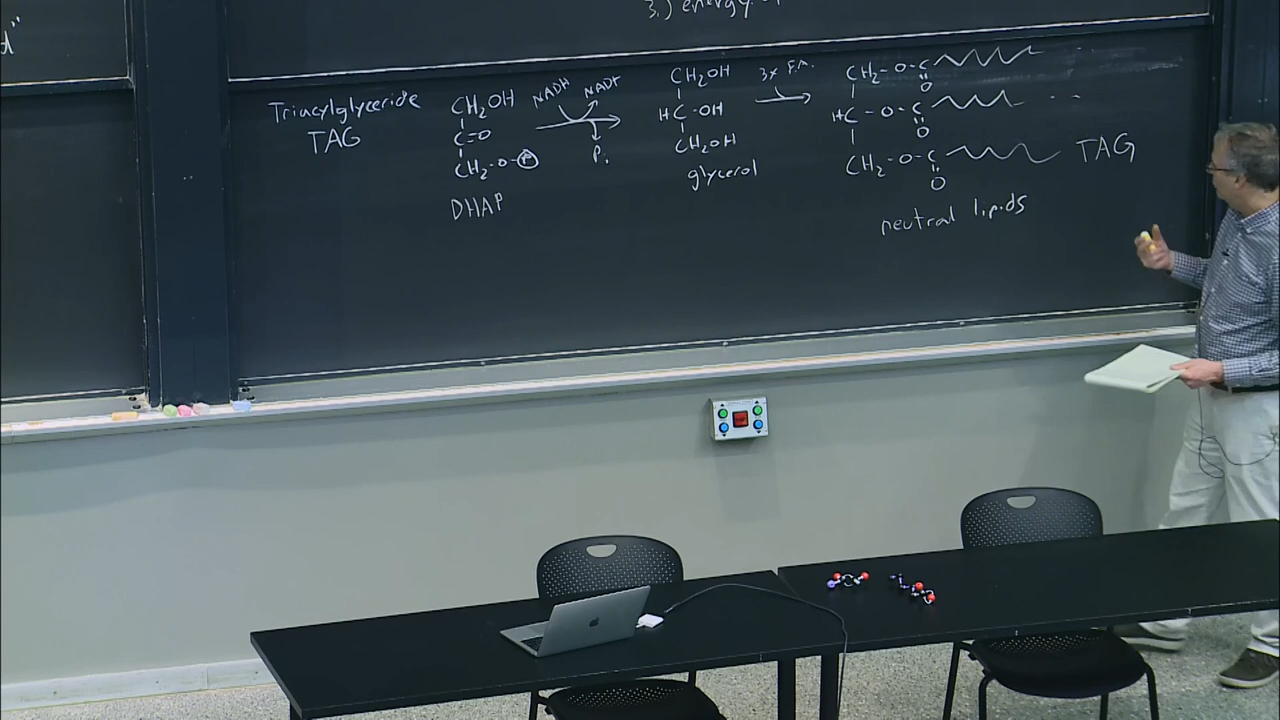 d"
3.) energy
Triacylglyceride
TAG
CH2OH
C=O
CH2-O-P
DHAP
NADH NAD+
Pi
CH2OH
HC-OH
CH2OH
glycerol
3x F.A.
CH2-O-C
O
HC-O-C
O
CH2-O-C
O
TAG
neutral lipids